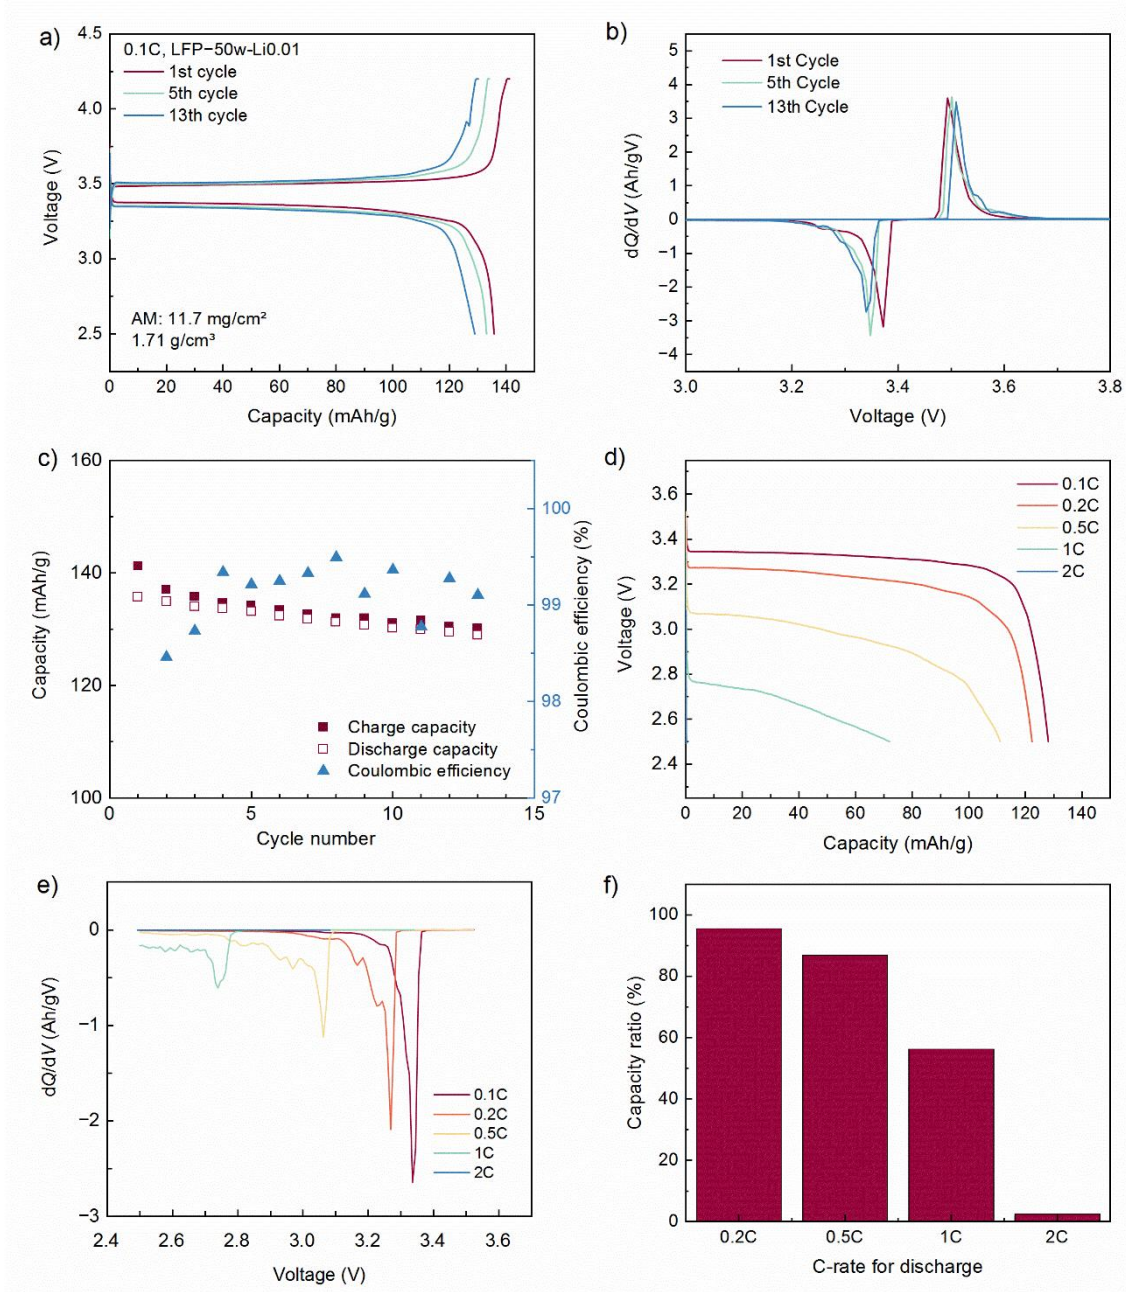 a)
4.5
4.0
3.5
3.0
2.5
Voltage (V)
0.1C, LFP−50w-Li0.01
1st cycle
5th cycle
13th cycle
AM: 11.7 mg/cm²
1.71 g/cm³
0 20 40 60 80 100 120 140
Capacity (mAh/g)
b)
5
4
3
2
1
0
−1
−2
−3
−4
dQ/dV (Ah/gV)
1st Cycle
5th Cycle
13th Cycle
3.0 3.2 3.4 3.6 3.8
Voltage (V)
c)
160
140
120
100
Capacity (mAh/g)
100
99
98
97
Coulombic efficiency (%)
Charge capacity
Discharge capacity
Coulombic efficiency
0 5 10 15
Cycle number
d)
3.6
3.4
3.2
3.0
2.8
2.6
2.4
Voltage (V)
0.1C
0.2C
0.5C
1C
2C
0 20 40 60 80 100 120 140
Capacity (mAh/g)
e)
0
−1
−2
−3
dQ/dV (Ah/gV)
0.1C
0.2C
0.5C
1C
2C
2.4 2.6 2.8 3.0 3.2 3.4 3.6
Voltage (V)
f)
100
80
60
40
20
0
Capacity ratio (%)
0.2C 0.5C 1C 2C
C-rate for discharge